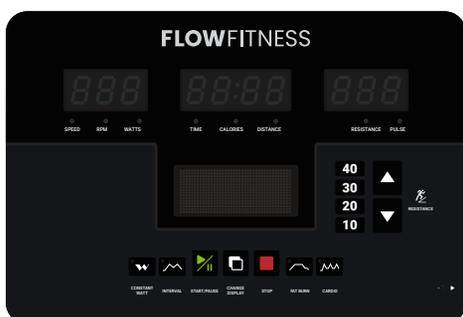 FLOWFITNESS
888
88:88
888
SPEED RPM WATTS
TIME CALORIES DISTANCE
RESISTANCE PULSE
40
30
20
10
RESISTANCE
W
CONSTANT
WATT
INTERVAL
START/PAUSE
CHANGE
DISPLAY
STOP
FAT BURN
CARDIO